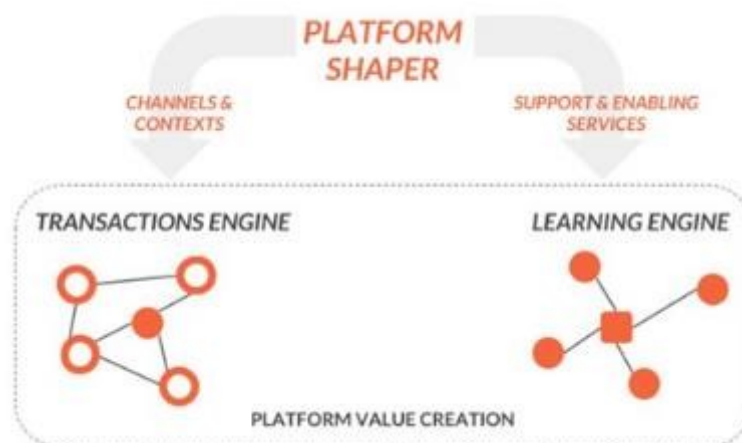 PLATFORM
SHAPER
CHANNELS &
CONTEXTS
SUPPORT & ENABLING
SERVICES
TRANSACTIONS ENGINE
LEARNING ENGINE
PLATFORM VALUE CREATION